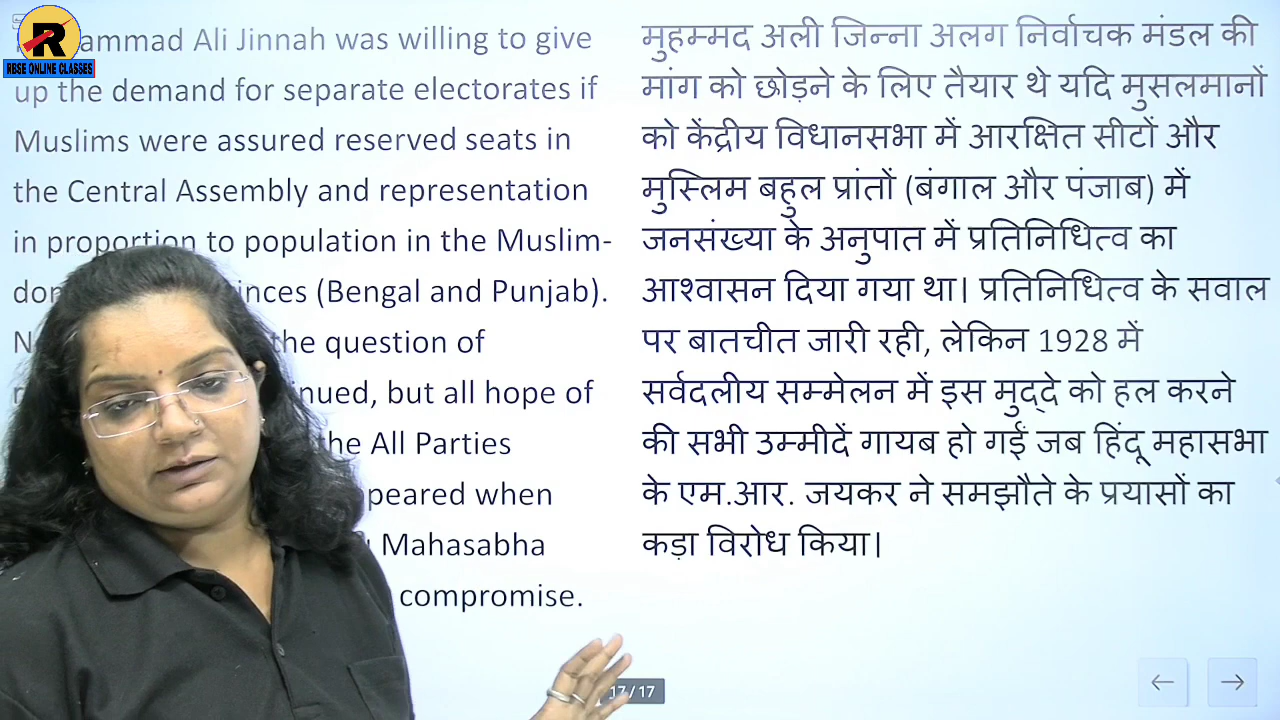 R
RBSE ONLINE CLASSES
ammad Ali Jinnah was willing to give
up the demand for separate electorates if
Muslims were assured reserved seats in
the Central Assembly and representation
in proportion to population in the Muslim-
inces (Bengal and Punjab).
the question of
nued, but all hope of
the All Parties
peared when
Mahasabha
compromise.
मुहम्मद अली जिन्ना अलग निर्वाचक मंडल की
मांग को छोड़ने के लिए तैयार थे यदि मुसलमानों
को केंद्रीय विधानसभा में आरक्षित सीटों और
मुस्लिम बहुल प्रांतों (बंगाल और पंजाब) में
जनसंख्या के अनुपात में प्रतिनिधित्व का
आश्वासन दिया गया था। प्रतिनिधित्व के सवाल
पर बातचीत जारी रही, लेकिन 1928 में
सर्वदलीय सम्मेलन में इस मुद्दे को हल करने
की सभी उम्मीदें गायब हो गईं जब हिंदू महासभा
के एम.आर. जयकर ने समझौते के प्रयासों का
कड़ा विरोध किया।
17 / 17